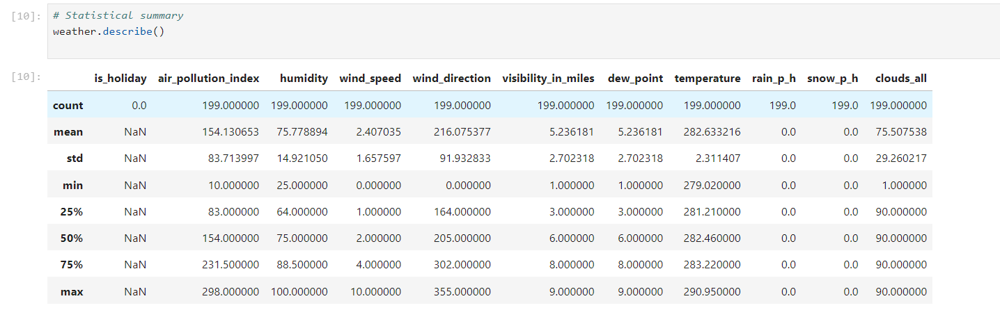 [10]: # Statistical summary
weather.describe()
[10]:
is_holiday air_pollution_index humidity wind_speed wind_direction visibility_in_miles dew_point temperature rain_p_h snow_p_h clouds_all
count 0.0 199.000000 199.000000 199.000000 199.000000 199.000000 199.000000 199.000000 199.0 199.0 199.000000
mean NaN 154.130653 75.778894 2.407035 216.075377 5.236181 5.236181 282.633216 0.0 0.0 75.507538
std NaN 83.713997 14.921050 1.657597 91.932833 2.702318 2.702318 2.311407 0.0 0.0 29.260217
min NaN 10.000000 25.000000 0.000000 0.000000 1.000000 1.000000 279.020000 0.0 0.0 1.000000
25% NaN 83.000000 64.000000 1.000000 164.000000 3.000000 3.000000 281.210000 0.0 0.0 90.000000
50% NaN 154.000000 75.000000 2.000000 205.000000 6.000000 6.000000 282.460000 0.0 0.0 90.000000
75% NaN 231.500000 88.500000 4.000000 302.000000 8.000000 8.000000 283.220000 0.0 0.0 90.000000
max NaN 298.000000 100.000000 10.000000 355.000000 9.000000 9.000000 290.950000 0.0 0.0 90.000000